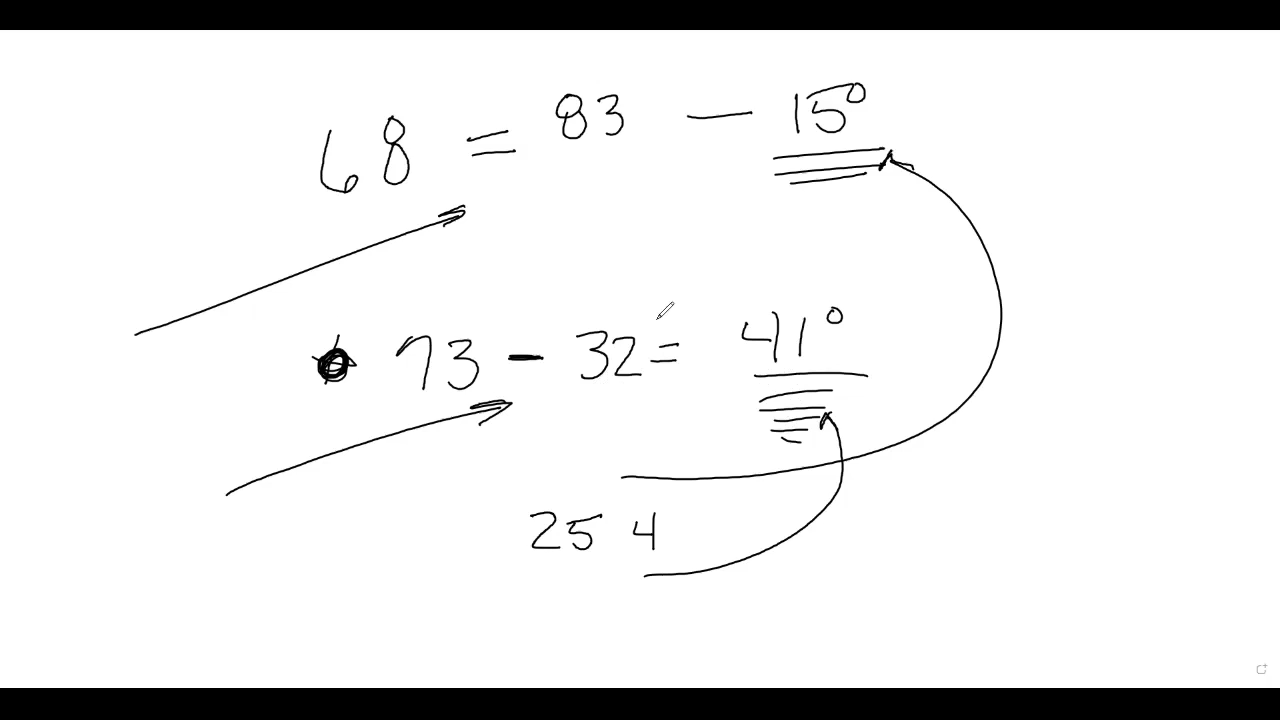 68 = 83 — 15°
73 - 32 = 41°
25 4